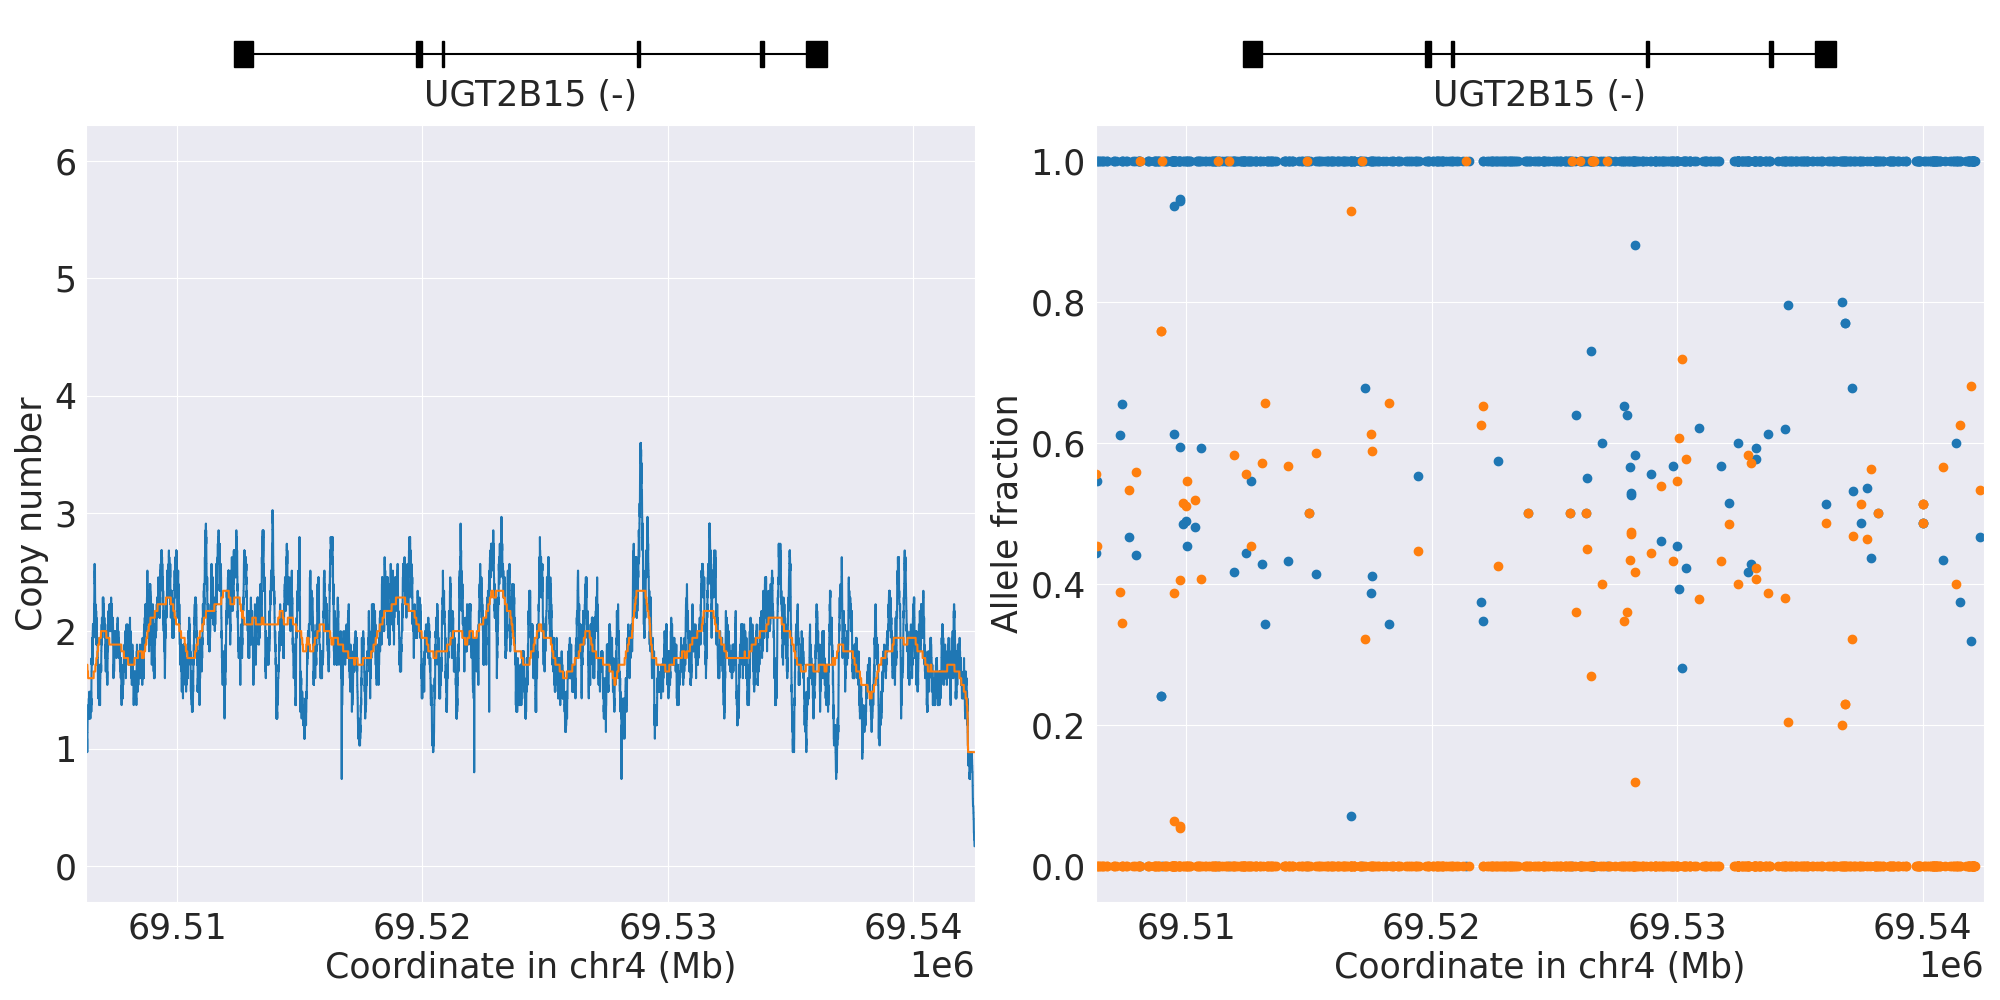 UGT2B15 (-)
6
5
4
3
2
1
0
Copy number
69.51 69.52 69.53 69.54
Coordinate in chr4 (Mb)
1e6
UGT2B15 (-)
1.0
0.8
0.6
0.4
0.2
0.0
Allele fraction
69.51 69.52 69.53 69.54
Coordinate in chr4 (Mb)
1e6